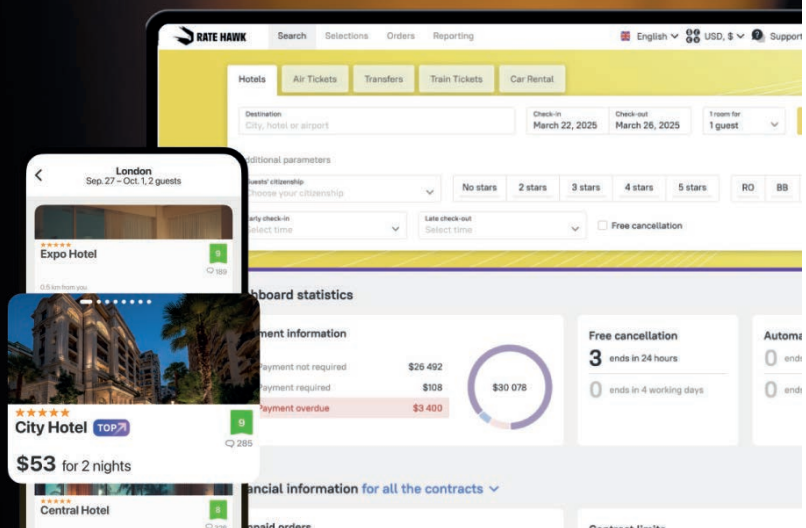 RATE HAWK
Search Selections Orders Reporting
English USD, $ Support
Hotels Air Tickets Transfers Train Tickets Car Rental
Destination
City, hotel or airport
Check-in
March 22, 2025
Check-out
March 26, 2025
1 room for
1 guest
dditional parameters
uests' citizenship
hoose your citizenship
No stars 2 stars 3 stars 4 stars 5 stars RO BB
arly check-in
elect time
Late check-out
Select time
Free cancellation
hboard statistics
ment information
Payment not required $26 492
Payment required $108
Payment overdue $3 400
$30 078
Free cancellation
3 ends in 24 hours
0 ends in 4 working days
Automa
0 ends
0 ends
ancial information for all the contracts
paid orders
London
Sep. 27 – Oct. 1, 2 guests
Expo Hotel
9
189
0.5 km from you
City Hotel TOP
9
285
$53 for 2 nights
Central Hotel
8